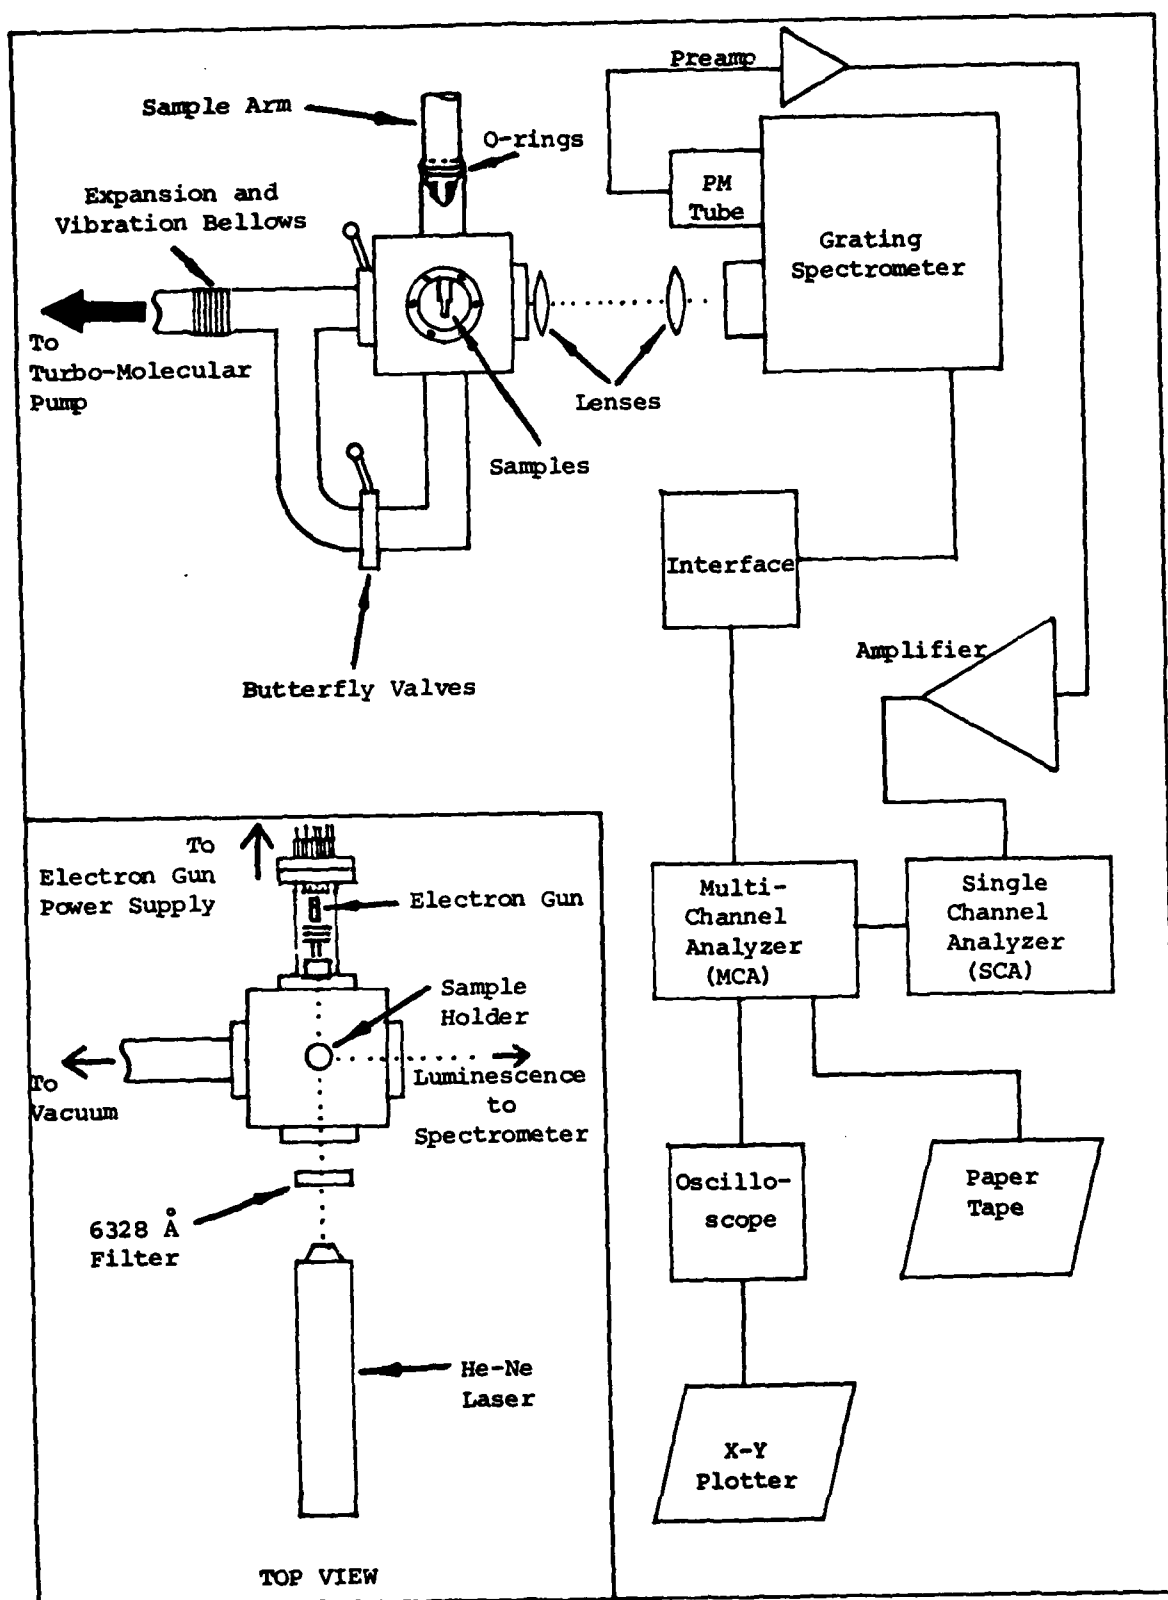 Preamp
Sample Arm
O-rings
Expansion and
Vibration Bellows
PM
Tube
Grating
Spectrometer
To
Turbo-Molecular
Pump
Lenses
Samples
Interface
Amplifier
Butterfly Valves
To
Electron Gun
Power Supply
Electron Gun
Sample
Holder
To
Vacuum
Luminescence
to
Spectrometer
6328 Å
Filter
He-Ne
Laser
TOP VIEW
Multi-
Channel
Analyzer
(MCA)
Single
Channel
Analyzer
(SCA)
Oscillo-
scope
Paper
Tape
X-Y
Plotter